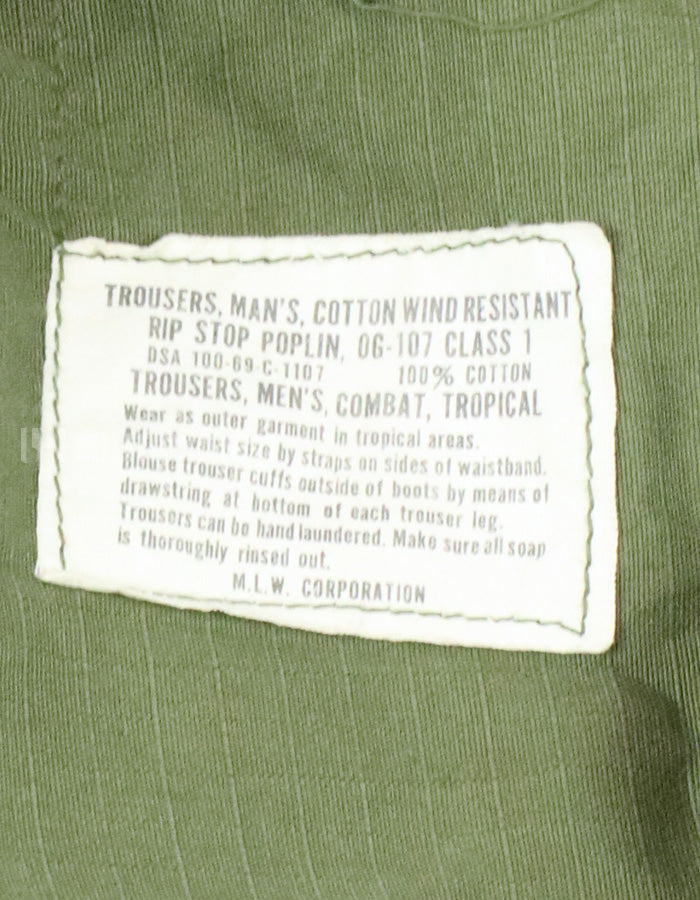 TROUSERS, MAN'S, COTTON WIND RESISTANT
RIP STOP POPLIN, OG-107 CLASS 1
DSA 100-69-C-1107 100% COTTON
TROUSERS, MEN'S, COMBAT, TROPICAL
Wear as outer garment in tropical areas.
Adjust waist size by straps on sides of waistband.
Blouse trouser cuffs outside of boots by means of
drawstring at bottom of each trouser leg.
Trousers can be hand laundered. Make sure all soap
is thoroughly rinsed out.
M.L.W. CORPORATION